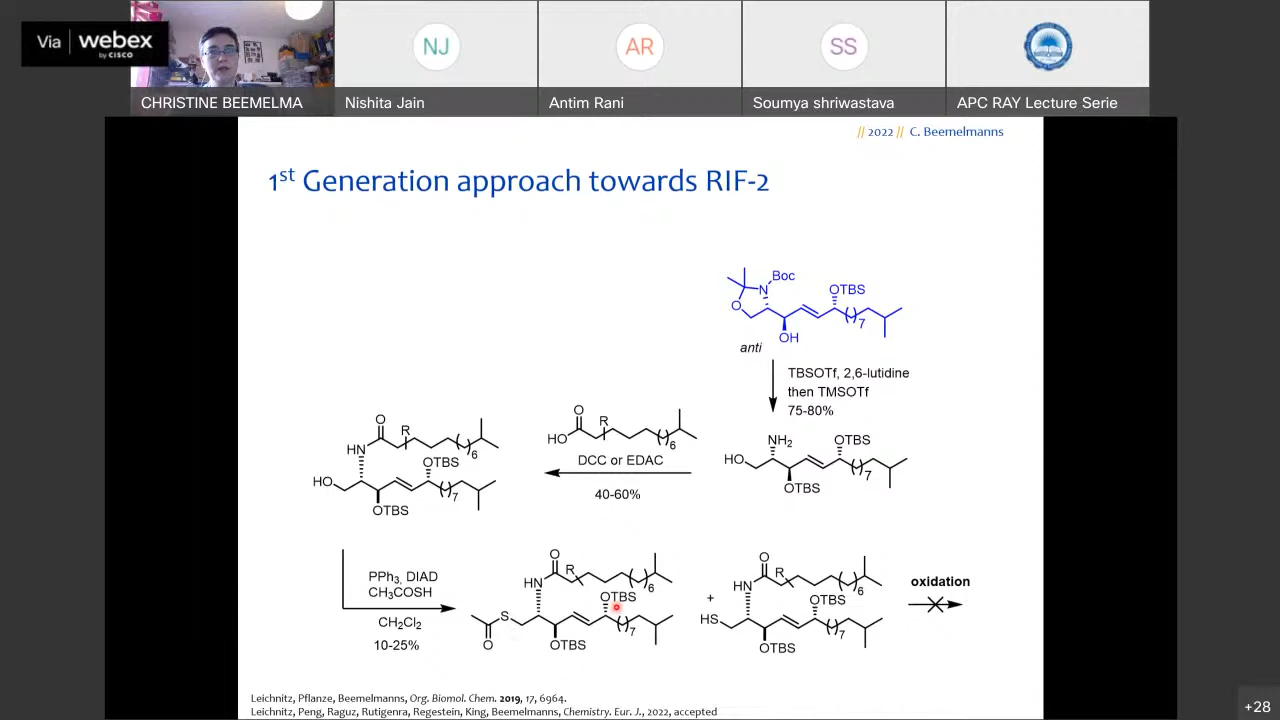 Via webex
by CISCO
NJ
AR
SS
CHRISTINE BEEMELMA
Nishita Jain
Antim Rani
Soumya shriwastava
APC RAY Lecture Serie
// 2022 // C. Beemelmanns
1st Generation approach towards RIF-2
Boc
N
O
OTBS
7
OH
anti
TBSOTf, 2,6-lutidine
then TMSOTf
75-80%
O
R
HN
6
OTBS
HO
7
OTBS
O
R
HO
6
DCC or EDAC
40-60%
NH2
OTBS
HO
7
OTBS
PPh3, DIAD
CH3COSH
CH2Cl2
10-25%
O
R
HN
6
OTBS
S
7
O
OTBS
+
O
R
HN
6
OTBS
HS
7
OTBS
oxidation
Leichnitz, Pflanze, Beemelmanns, Org. Biomol. Chem. 2019, 17, 6964.
Leichnitz, Peng, Raguz, Rutigenra, Regestein, King, Beemelmanns, Chemistry. Eur. J., 2022, accepted
+28